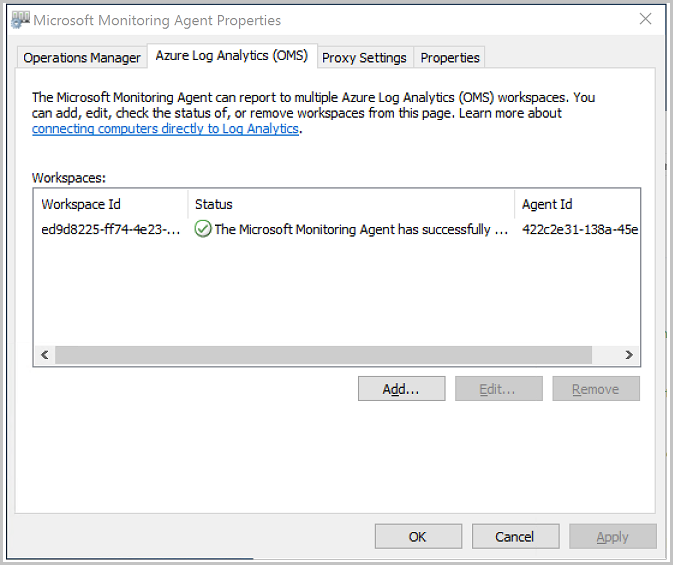 Microsoft Monitoring Agent Properties
Operations Manager
Azure Log Analytics (OMS)
Proxy Settings
Properties
The Microsoft Monitoring Agent can report to multiple Azure Log Analytics (OMS) workspaces. You
can add, edit, check the status of, or remove workspaces from this page. Learn more about
connecting computers directly to Log Analytics.
Workspaces:
Workspace Id Status Agent Id
ed9d8225-ff74-4e23-... The Microsoft Monitoring Agent has successfully ... 422c2e31-138a-45e
Add... Edit... Remove
OK Cancel Apply